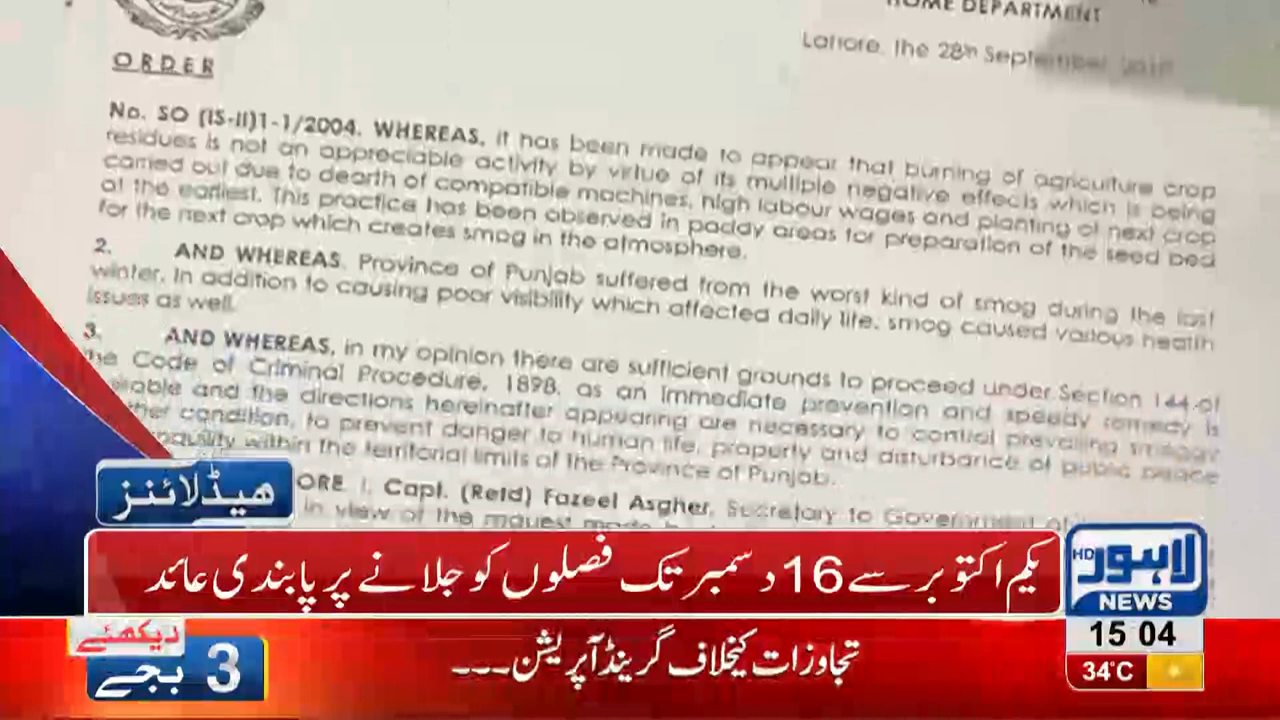 HOME DEPARTMENT
Lahore, the 28th September,
ORDER
No. SO (IS-II)1-1/2004. WHEREAS, it has been made to appear that burning of agriculture crop
residues is not an appreciable activity by virtue of its multiple negative effects which is being
carried out due to dearth of compatible machines, high labour wages and planting of next crop
at the earliest. This practice has been observed in paddy areas for preparation of the seed bed
for the next crop which creates smog in the atmosphere.
2. AND WHEREAS, Province of Punjab suffered from the worst kind of smog during the last
winter. In addition to causing poor visibility which affected daily life, smog caused various health
issues as well.
3. AND WHEREAS, in my opinion there are sufficient grounds to proceed under Section 144 of
the Code of Criminal Procedure, 1898, as an immediate prevention and speedy remedy is
and the directions hereinafter appearing are necessary to control prevailing smoggy
condition, to prevent danger to human life, property and disturbance of public peace
within the territorial limits of the Province of Punjab.
ORE, I, Capt. (Retd) Fazeel Asgher, Secretary to Government of
in view of the request made
ھیڈلائنز
یکم اکتوبر سے 16 دسمبر تک فصلوں کو جلانے پر پابندی عائد
لاہور HD
NEWS
15 04
34°C
دیکھئے
3 بجے
تجاوزات کیخلاف گرینڈ آپریشن ---